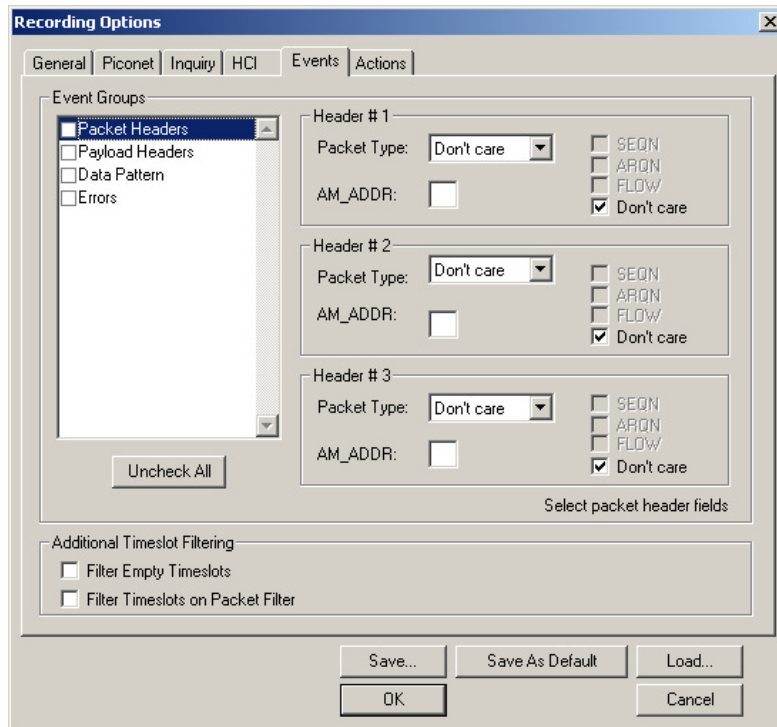 Recording Options
General
Piconet
Inquiry
HCI
Events
Actions
Event Groups
Packet Headers
Payload Headers
Data Pattern
Errors
Uncheck All
Header # 1
Packet Type:
Don't care
AM_ADDR:
SEQN
ARQN
FLOW
Don't care
Header # 2
Packet Type:
Don't care
AM_ADDR:
SEQN
ARQN
FLOW
Don't care
Header # 3
Packet Type:
Don't care
AM_ADDR:
SEQN
ARQN
FLOW
Don't care
Select packet header fields
Additional Timeslot Filtering
Filter Empty Timeslots
Filter Timeslots on Packet Filter
Save...
Save As Default
Load...
OK
Cancel